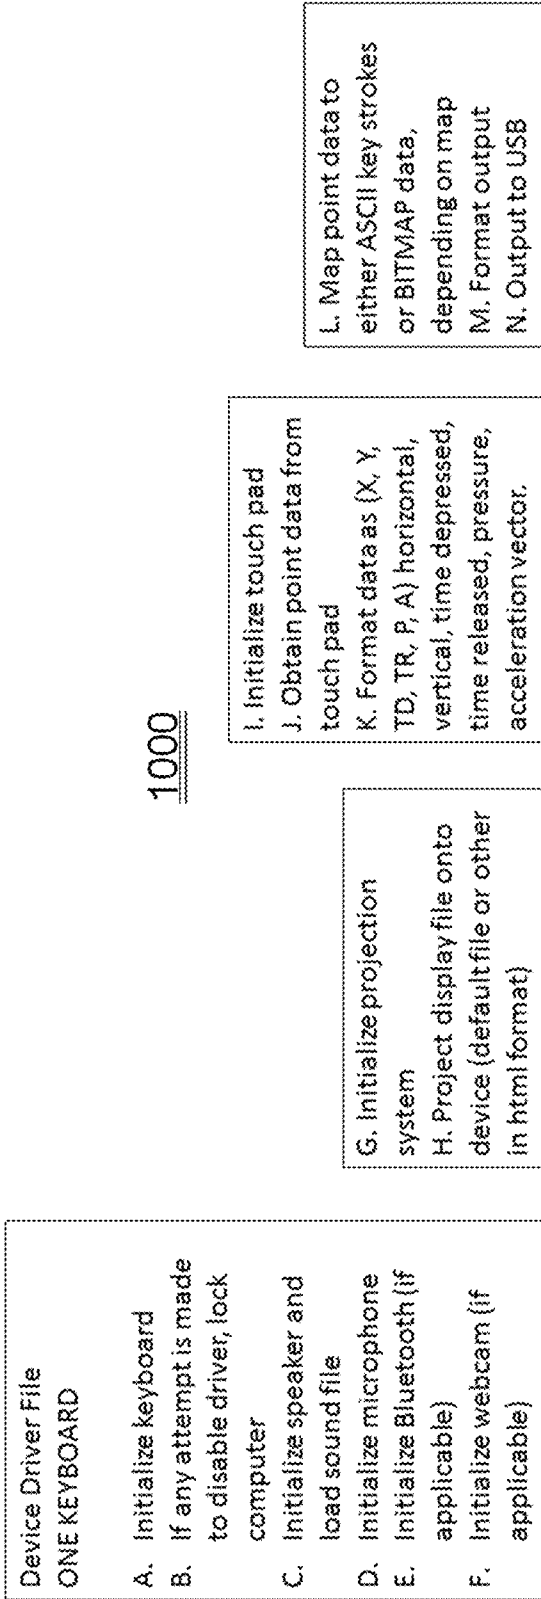 1000
Device Driver File
ONE KEYBOARD
A. Initialize keyboard
B. If any attempt is made
to disable driver, lock
computer
C. Initialize speaker and
load sound file
D. Initialize microphone
E. Initialize Bluetooth (if
applicable)
F. Initialize webcam (if
applicable)
G. Initialize projection
system
H. Project display file onto
device (default file or other
in html format)
I. Initialize touch pad
J. Obtain point data from
touch pad
K. Format data as (X, Y,
TD, TR, P, A) horizontal,
vertical, time depressed,
time released, pressure,
acceleration vector.
L. Map point data to
either ASCII key strokes
or BITMAP data,
depending on map
M. Format output
N. Output to USB